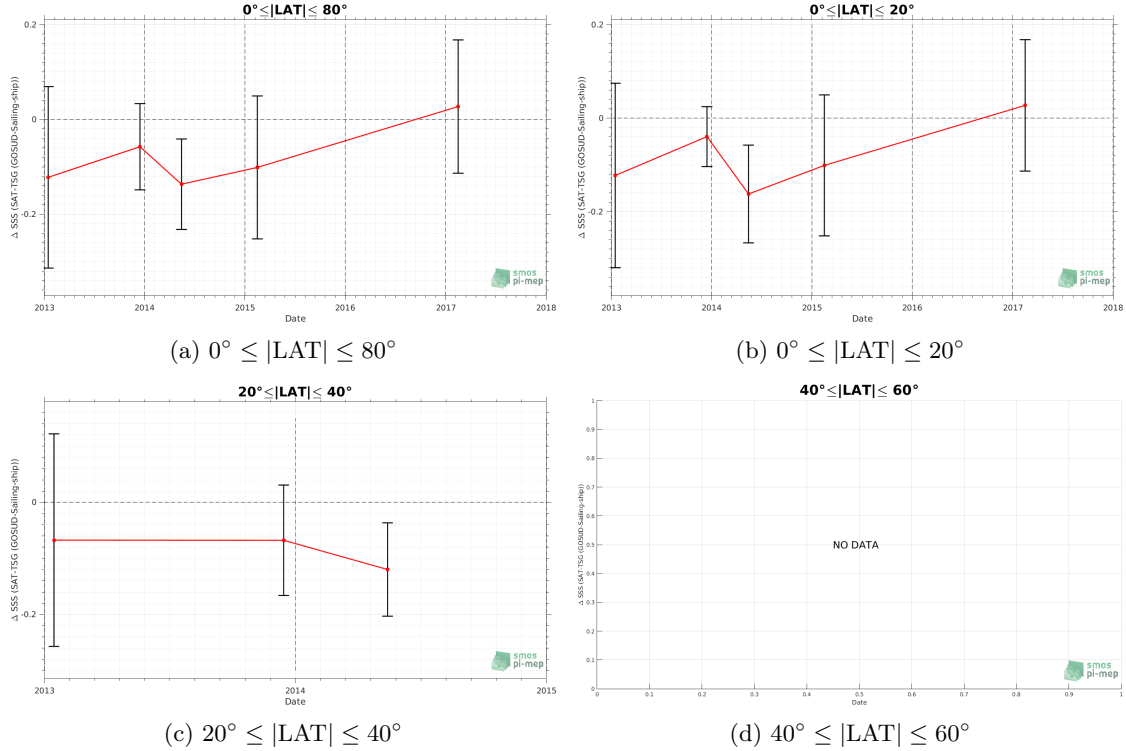 0°≤|LAT|≤ 80°
Δ SSS (SAT-TSG (GOSUD-Sailing-ship))
0.2
0
-0.2
2013 2014 2015 2016 2017 2018
Date
smos
pi-mep
(a) 0° ≤ |LAT| ≤ 80°
0°≤|LAT|≤ 20°
Δ SSS (SAT-TSG (GOSUD-Sailing-ship))
0.2
0
-0.2
2013 2014 2015 2016 2017 2018
Date
smos
pi-mep
(b) 0° ≤ |LAT| ≤ 20°
20°≤|LAT|≤ 40°
Δ SSS (SAT-TSG (GOSUD-Sailing-ship))
0
-0.2
2013 2014 2015
Date
smos
pi-mep
(c) 20° ≤ |LAT| ≤ 40°
40°≤|LAT|≤ 60°
Δ SSS (SAT-TSG (GOSUD-Sailing-ship))
1
0.9
0.8
0.7
0.6
0.5
0.4
0.3
0.2
0.1
0
NO DATA
0 0.1 0.2 0.3 0.4 0.5 0.6 0.7 0.8 0.9 1
Date
smos
pi-mep
(d) 40° ≤ |LAT| ≤ 60°